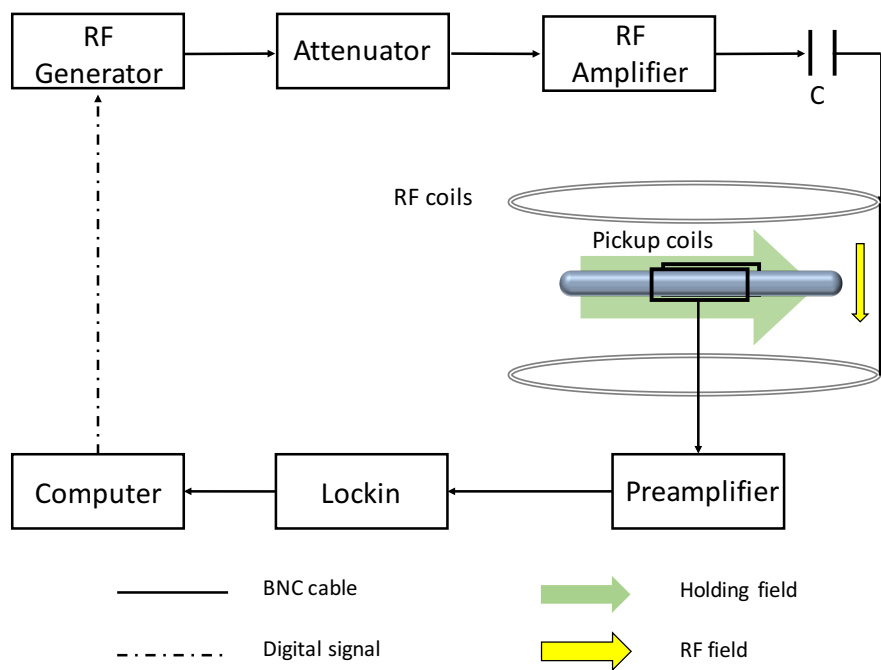 RF
Generator
Attenuator
RF
Amplifier
C
RF coils
Pickup coils
Computer
Lockin
Preamplifier
BNC cable
Holding field
Digital signal
RF field